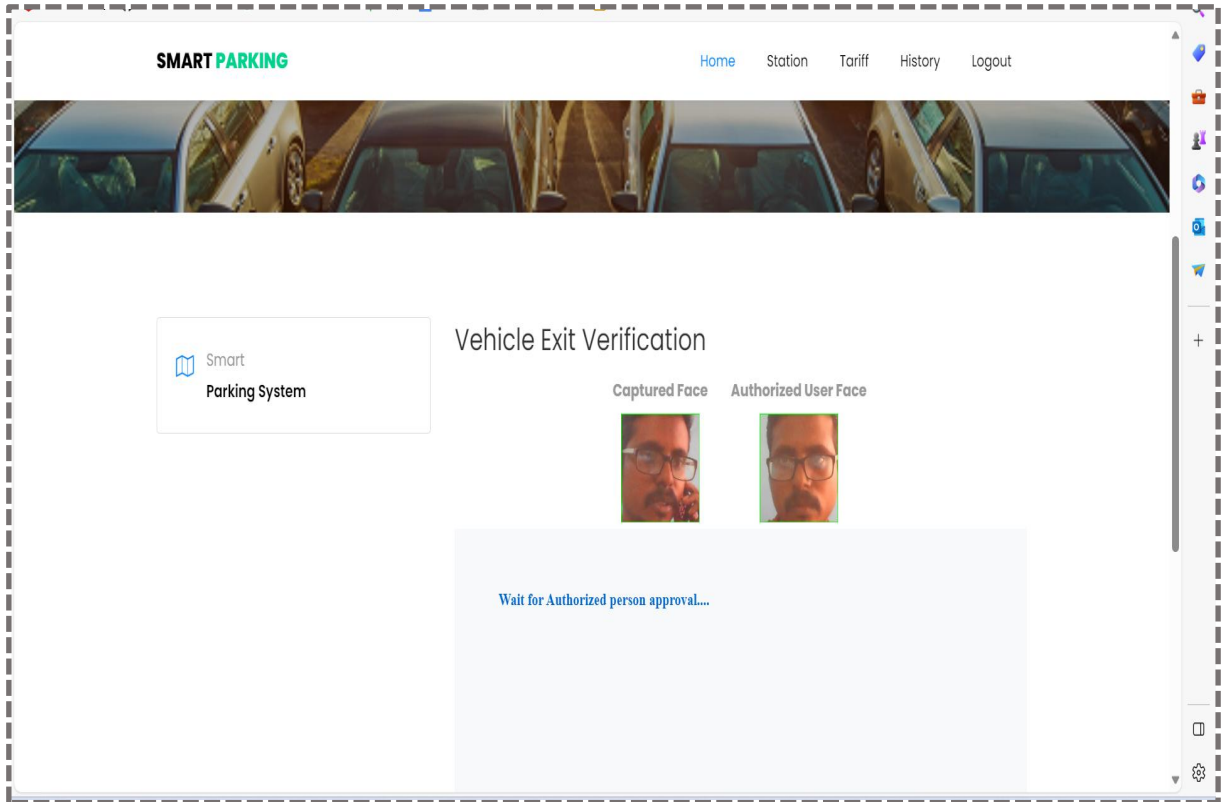 SMART PARKING
Home Station Tariff History Logout
Smart
Parking System
Vehicle Exit Verification
Captured Face Authorized User Face
Wait for Authorized person approval....